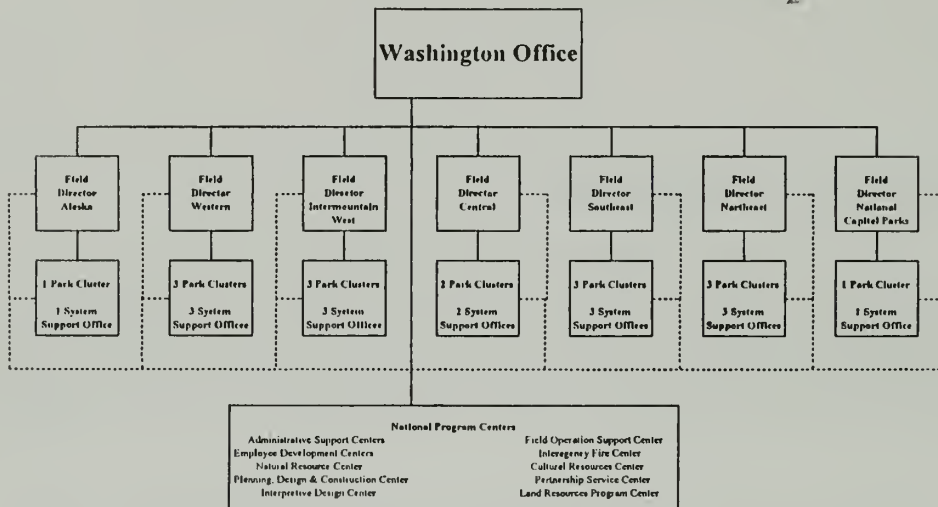 Washington Office
Field
Director
Alaska
Field
Director
Western
Field
Director
Intermountain
West
Field
Director
Central
Field
Director
Southeast
Field
Director
Northeast
Field
Director
National
Capitol Parks
1 Park Cluster
1 System
Support Office
3 Park Clusters
3 System
Support Offices
3 Park Clusters
3 System
Support Offices
2 Park Clusters
2 System
Support Offices
3 Park Clusters
3 System
Support Offices
3 Park Clusters
3 System
Support Offices
1 Park Cluster
1 System
Support Office
National Program Centers
Administrative Support Centers
Employee Development Centers
Natural Resource Center
Planning, Design & Construction Center
Interpretive Design Center
Field Operation Support Center
Interegency Fire Center
Cultural Resources Center
Partnership Service Center
Land Resources Program Center